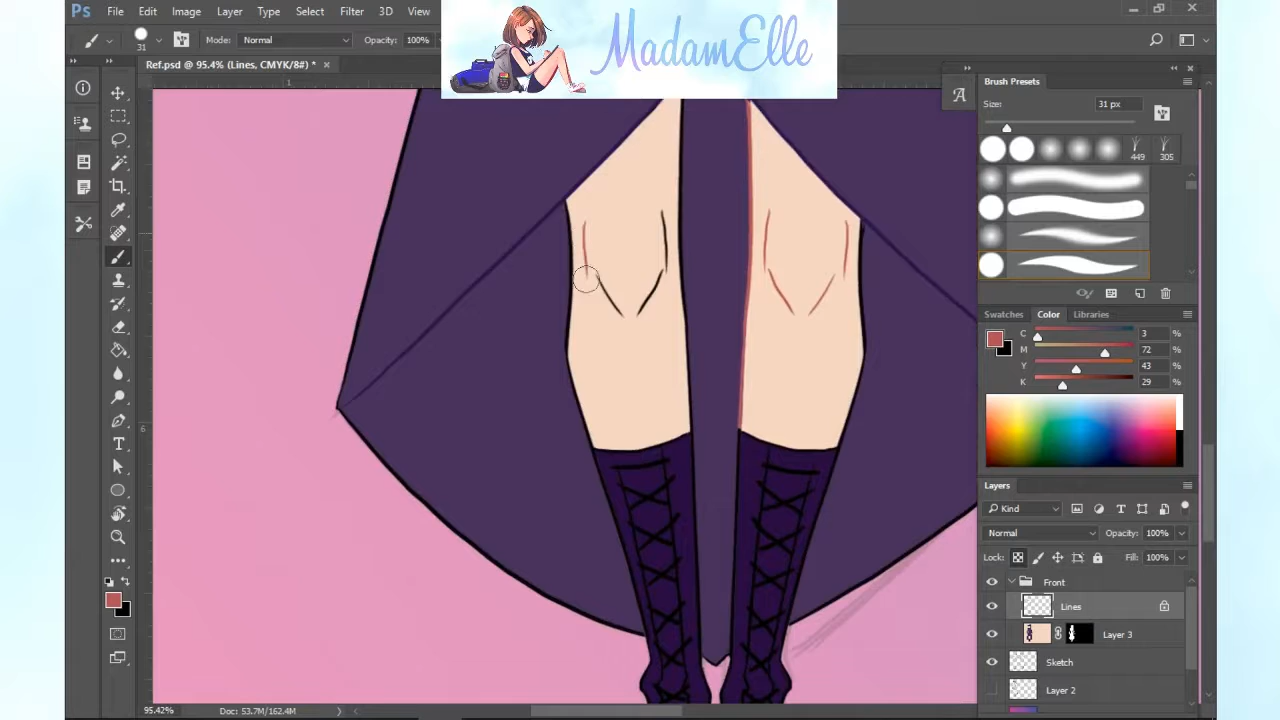 Ps File Edit Image Layer Type Select Filter 3D View
MadamElle
31 Mode: Normal Opacity: 100%
Ref.psd @ 95.4% (Lines, CMYK/8#) *
1
6
A
Brush Presets
Size: 31 px
449 305
Swatches Color Libraries
C 3 %
M 72 %
Y 43 %
K 29 %
Layers
Kind
Normal Opacity: 100%
Lock: Fill: 100%
Front
Lines
Layer 3
Sketch
Layer 2
95.42% Doc: 53.7M/162.4M